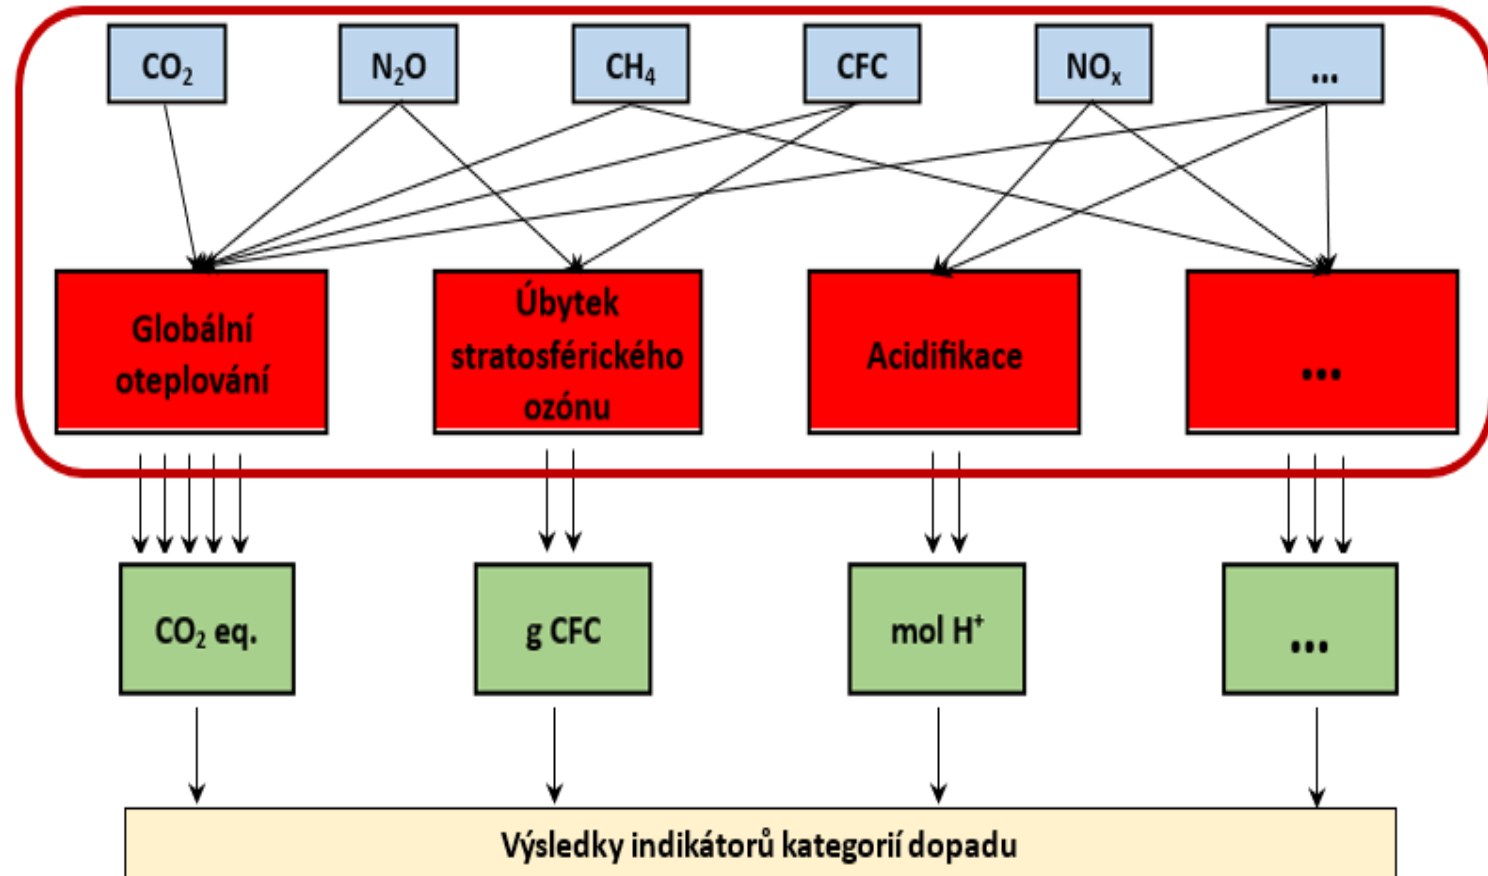 CO₂ N₂O CH₄ CFC NOₓ ...
Globální
oteplování
Úbytek
stratosférického
ozónu
Acidifikace
...
CO₂ eq. g CFC mol H⁺ ...
Výsledky indikátorů kategorií dopadu